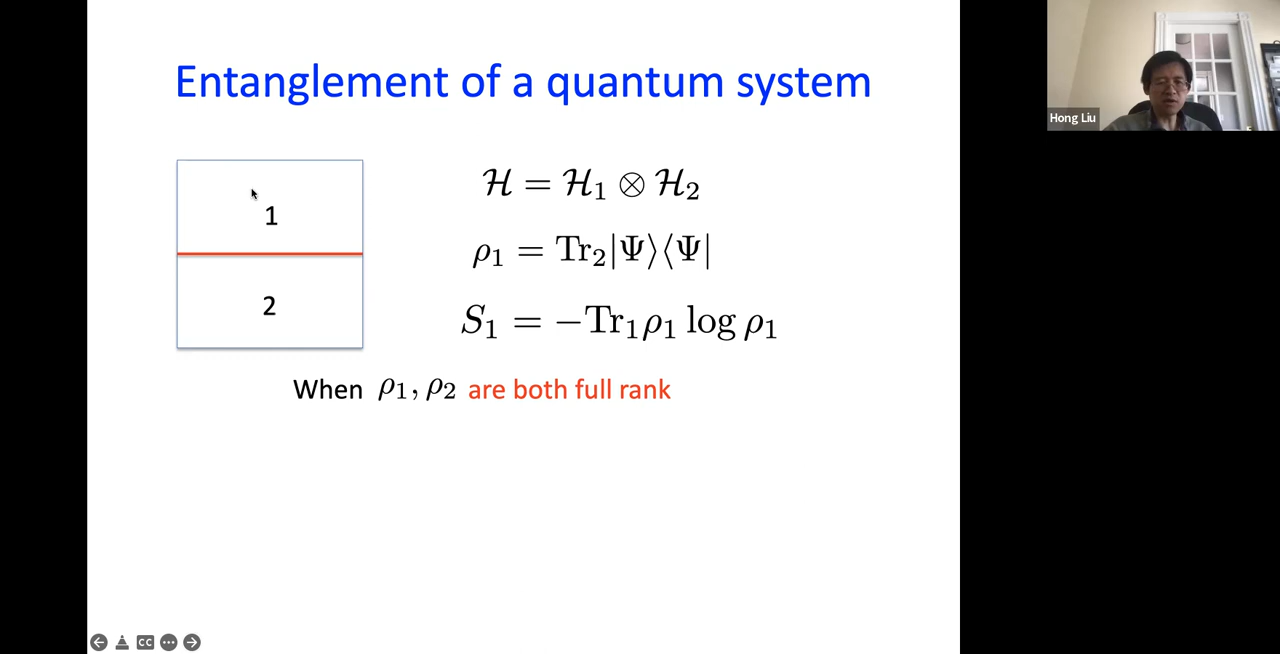 Entanglement of a quantum system
1
2
ℋ = ℋ₁ ⊗ ℋ₂
ρ₁ = Tr₂|Ψ⟩⟨Ψ|
S₁ = −Tr₁ρ₁ log ρ₁
When ρ₁, ρ₂ are both full rank
Hong Liu
CC